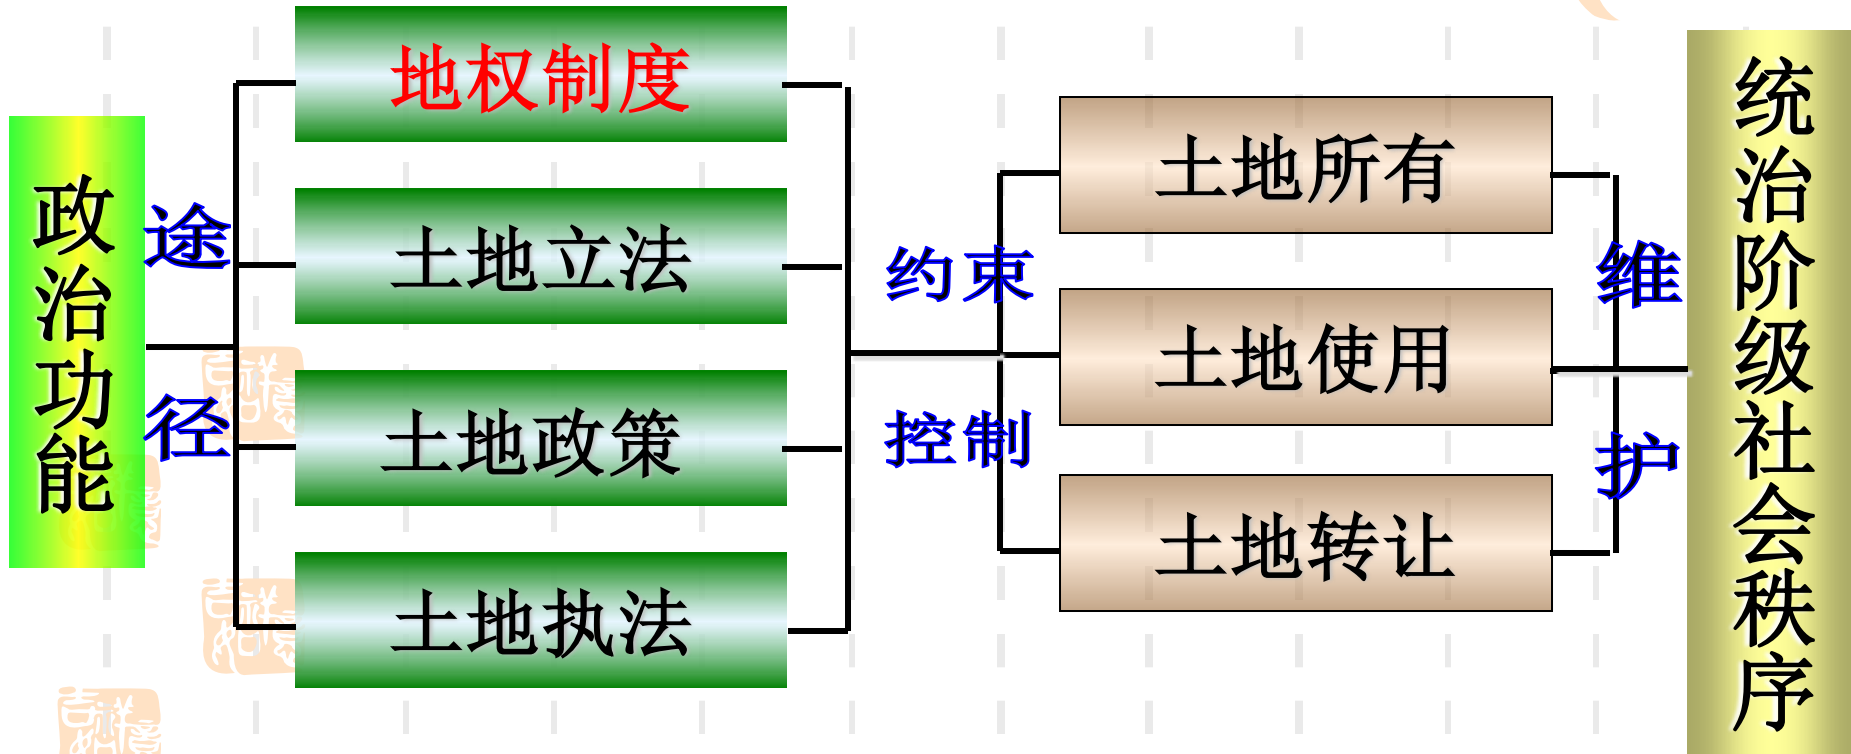 政治功能
途径
地权制度
土地立法
土地政策
土地执法
约束
控制
土地所有
土地使用
土地转让
维护
统治阶级社会秩序